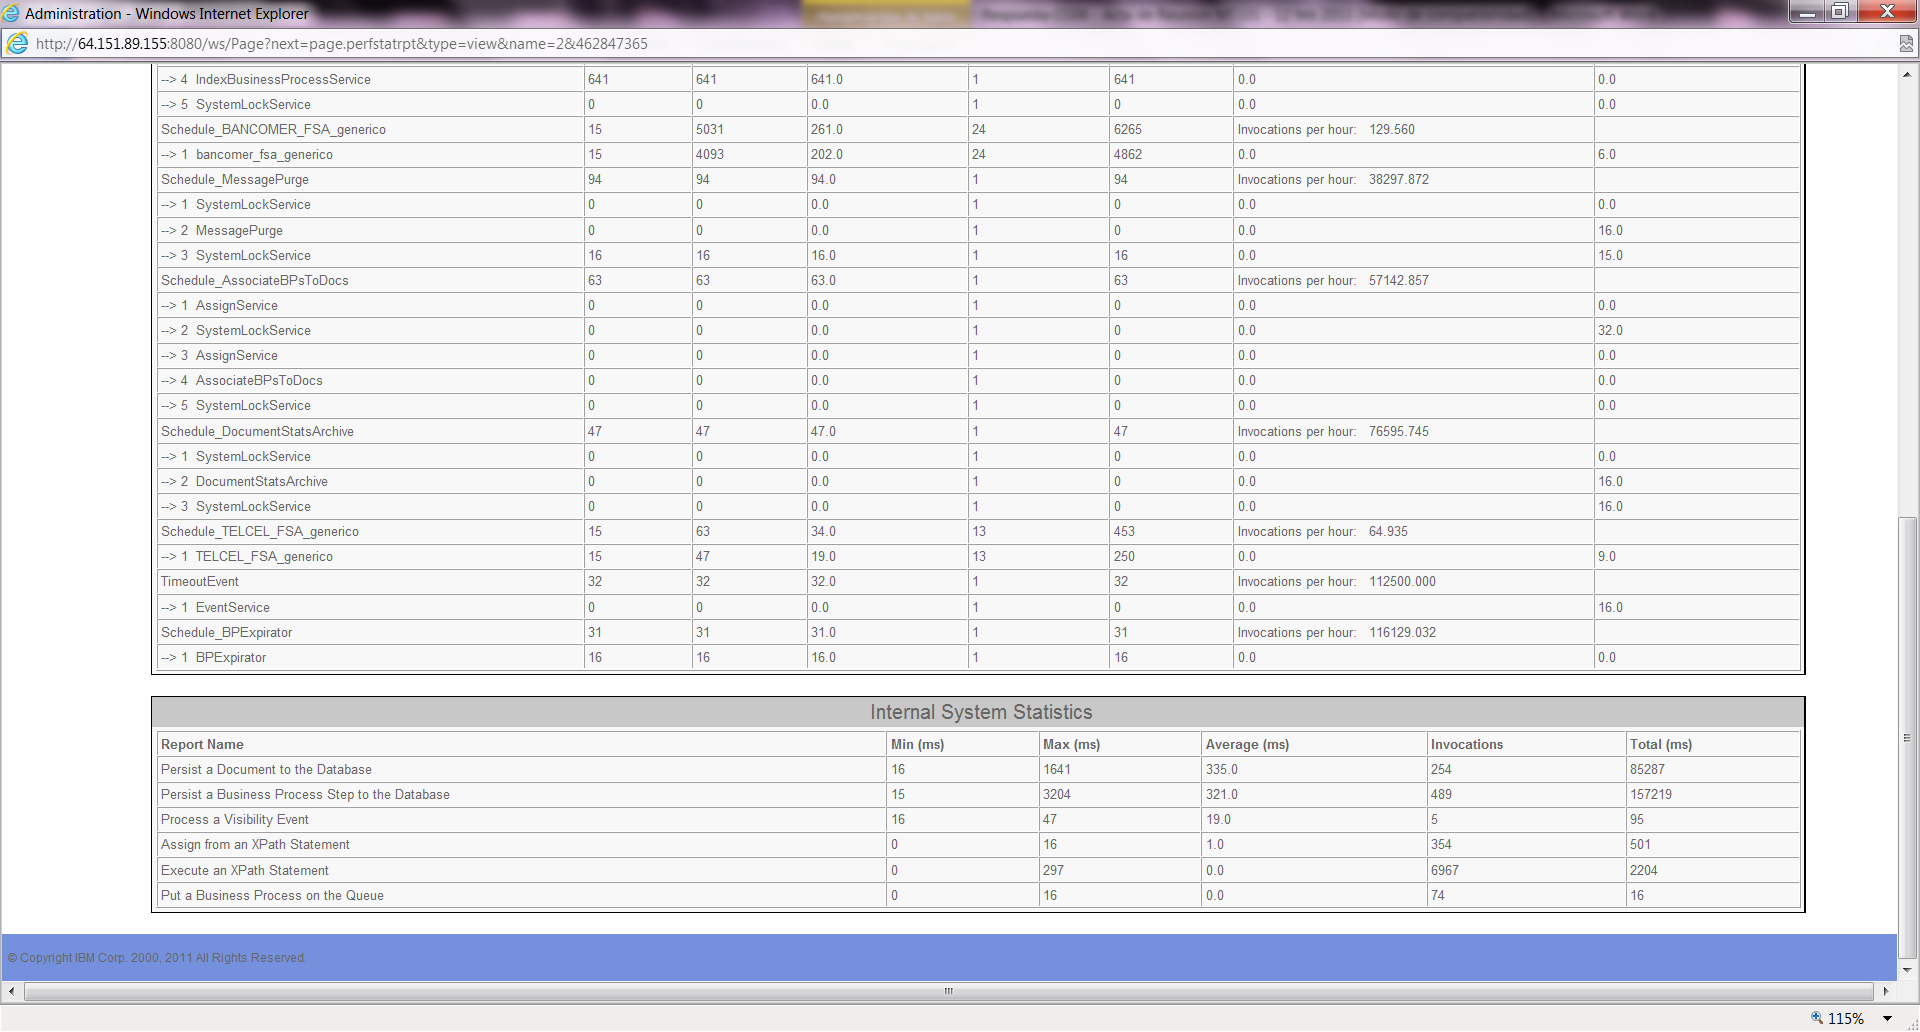 Administration - Windows Internet Explorer
http://64.151.89.155:8080/ws/Page?next=page.perfstatrpt&type=view&name=2&462847365
--> 4 IndexBusinessProcessService 641 641 641.0 1 641 0.0 0.0
--> 5 SystemLockService 0 0 0.0 1 0 0.0 0.0
Schedule_BANCOMER_FSA_generico 15 5031 261.0 24 6265 Invocations per hour: 129.560
--> 1 bancomer_fsa_generico 15 4093 202.0 24 4862 0.0 6.0
Schedule_MessagePurge 94 94 94.0 1 94 Invocations per hour: 38297.872
--> 1 SystemLockService 0 0 0.0 1 0 0.0 0.0
--> 2 MessagePurge 0 0 0.0 1 0 0.0 16.0
--> 3 SystemLockService 16 16 16.0 1 16 0.0 15.0
Schedule_AssociateBPsToDocs 63 63 63.0 1 63 Invocations per hour: 57142.857
--> 1 AssignService 0 0 0.0 1 0 0.0 0.0
--> 2 SystemLockService 0 0 0.0 1 0 0.0 32.0
--> 3 AssignService 0 0 0.0 1 0 0.0 0.0
--> 4 AssociateBPsToDocs 0 0 0.0 1 0 0.0 0.0
--> 5 SystemLockService 0 0 0.0 1 0 0.0 0.0
Schedule_DocumentStatsArchive 47 47 47.0 1 47 Invocations per hour: 76595.745
--> 1 SystemLockService 0 0 0.0 1 0 0.0 0.0
--> 2 DocumentStatsArchive 0 0 0.0 1 0 0.0 16.0
--> 3 SystemLockService 0 0 0.0 1 0 0.0 16.0
Schedule_TELCEL_FSA_generico 15 63 34.0 13 453 Invocations per hour: 64.935
--> 1 TELCEL_FSA_generico 15 47 19.0 13 250 0.0 9.0
TimeoutEvent 32 32 32.0 1 32 Invocations per hour: 112500.000
--> 1 EventService 0 0 0.0 1 0 0.0 16.0
Schedule_BPExpirator 31 31 31.0 1 31 Invocations per hour: 116129.032
--> 1 BPExpirator 16 16 16.0 1 16 0.0 0.0
Internal System Statistics
Report Name Min (ms) Max (ms) Average (ms) Invocations Total (ms)
Persist a Document to the Database 16 1641 335.0 254 85287
Persist a Business Process Step to the Database 15 3204 321.0 489 157219
Process a Visibility Event 16 47 19.0 5 95
Assign from an XPath Statement 0 16 1.0 354 501
Execute an XPath Statement 0 297 0.0 6967 2204
Put a Business Process on the Queue 0 16 0.0 74 16
© Copyright IBM Corp. 2000, 2011 All Rights Reserved.
115%